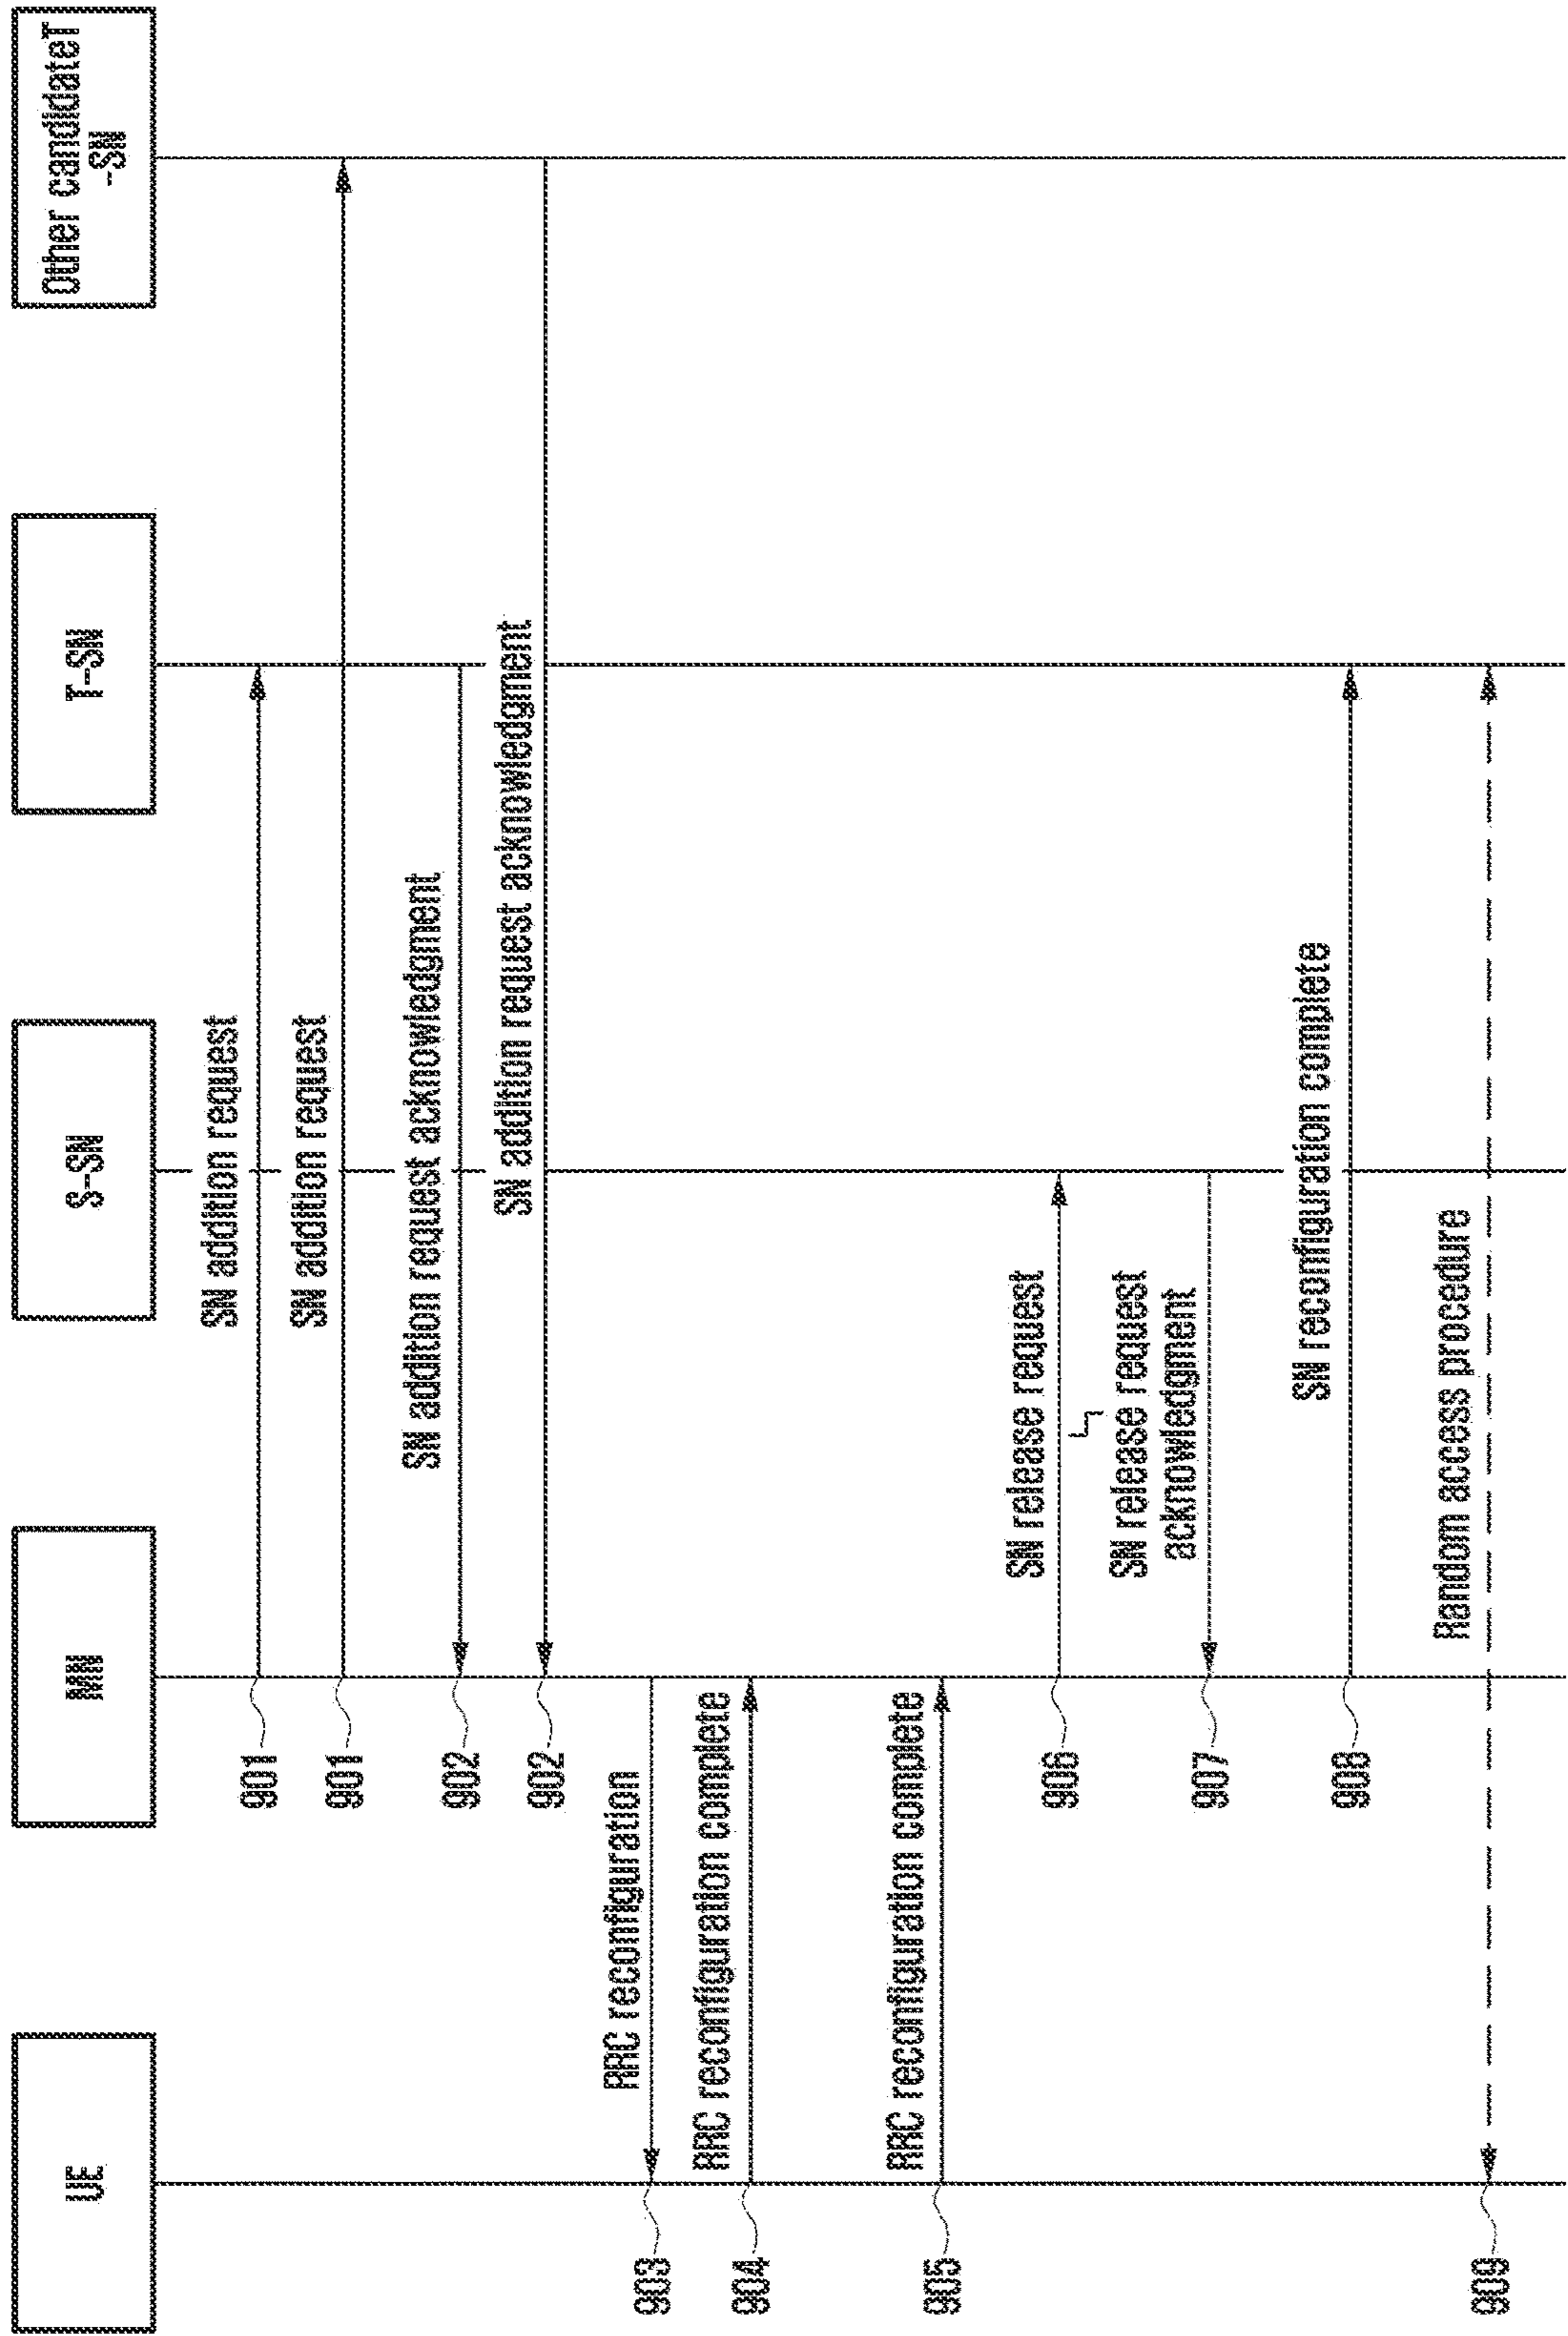 UE
MN
S-SN
T-SN
Other candidateT
-SN
901
SN addition request
901
SN addition request
902
SN addition request acknowledgment
902
SN addition request acknowledgment
903
RRC reconfiguration
904
RRC reconfiguration complete
905
RRC reconfiguration complete
906
SN release request
907
SN release request
acknowledgment
908
SN reconfiguration complete
909
Random access procedure